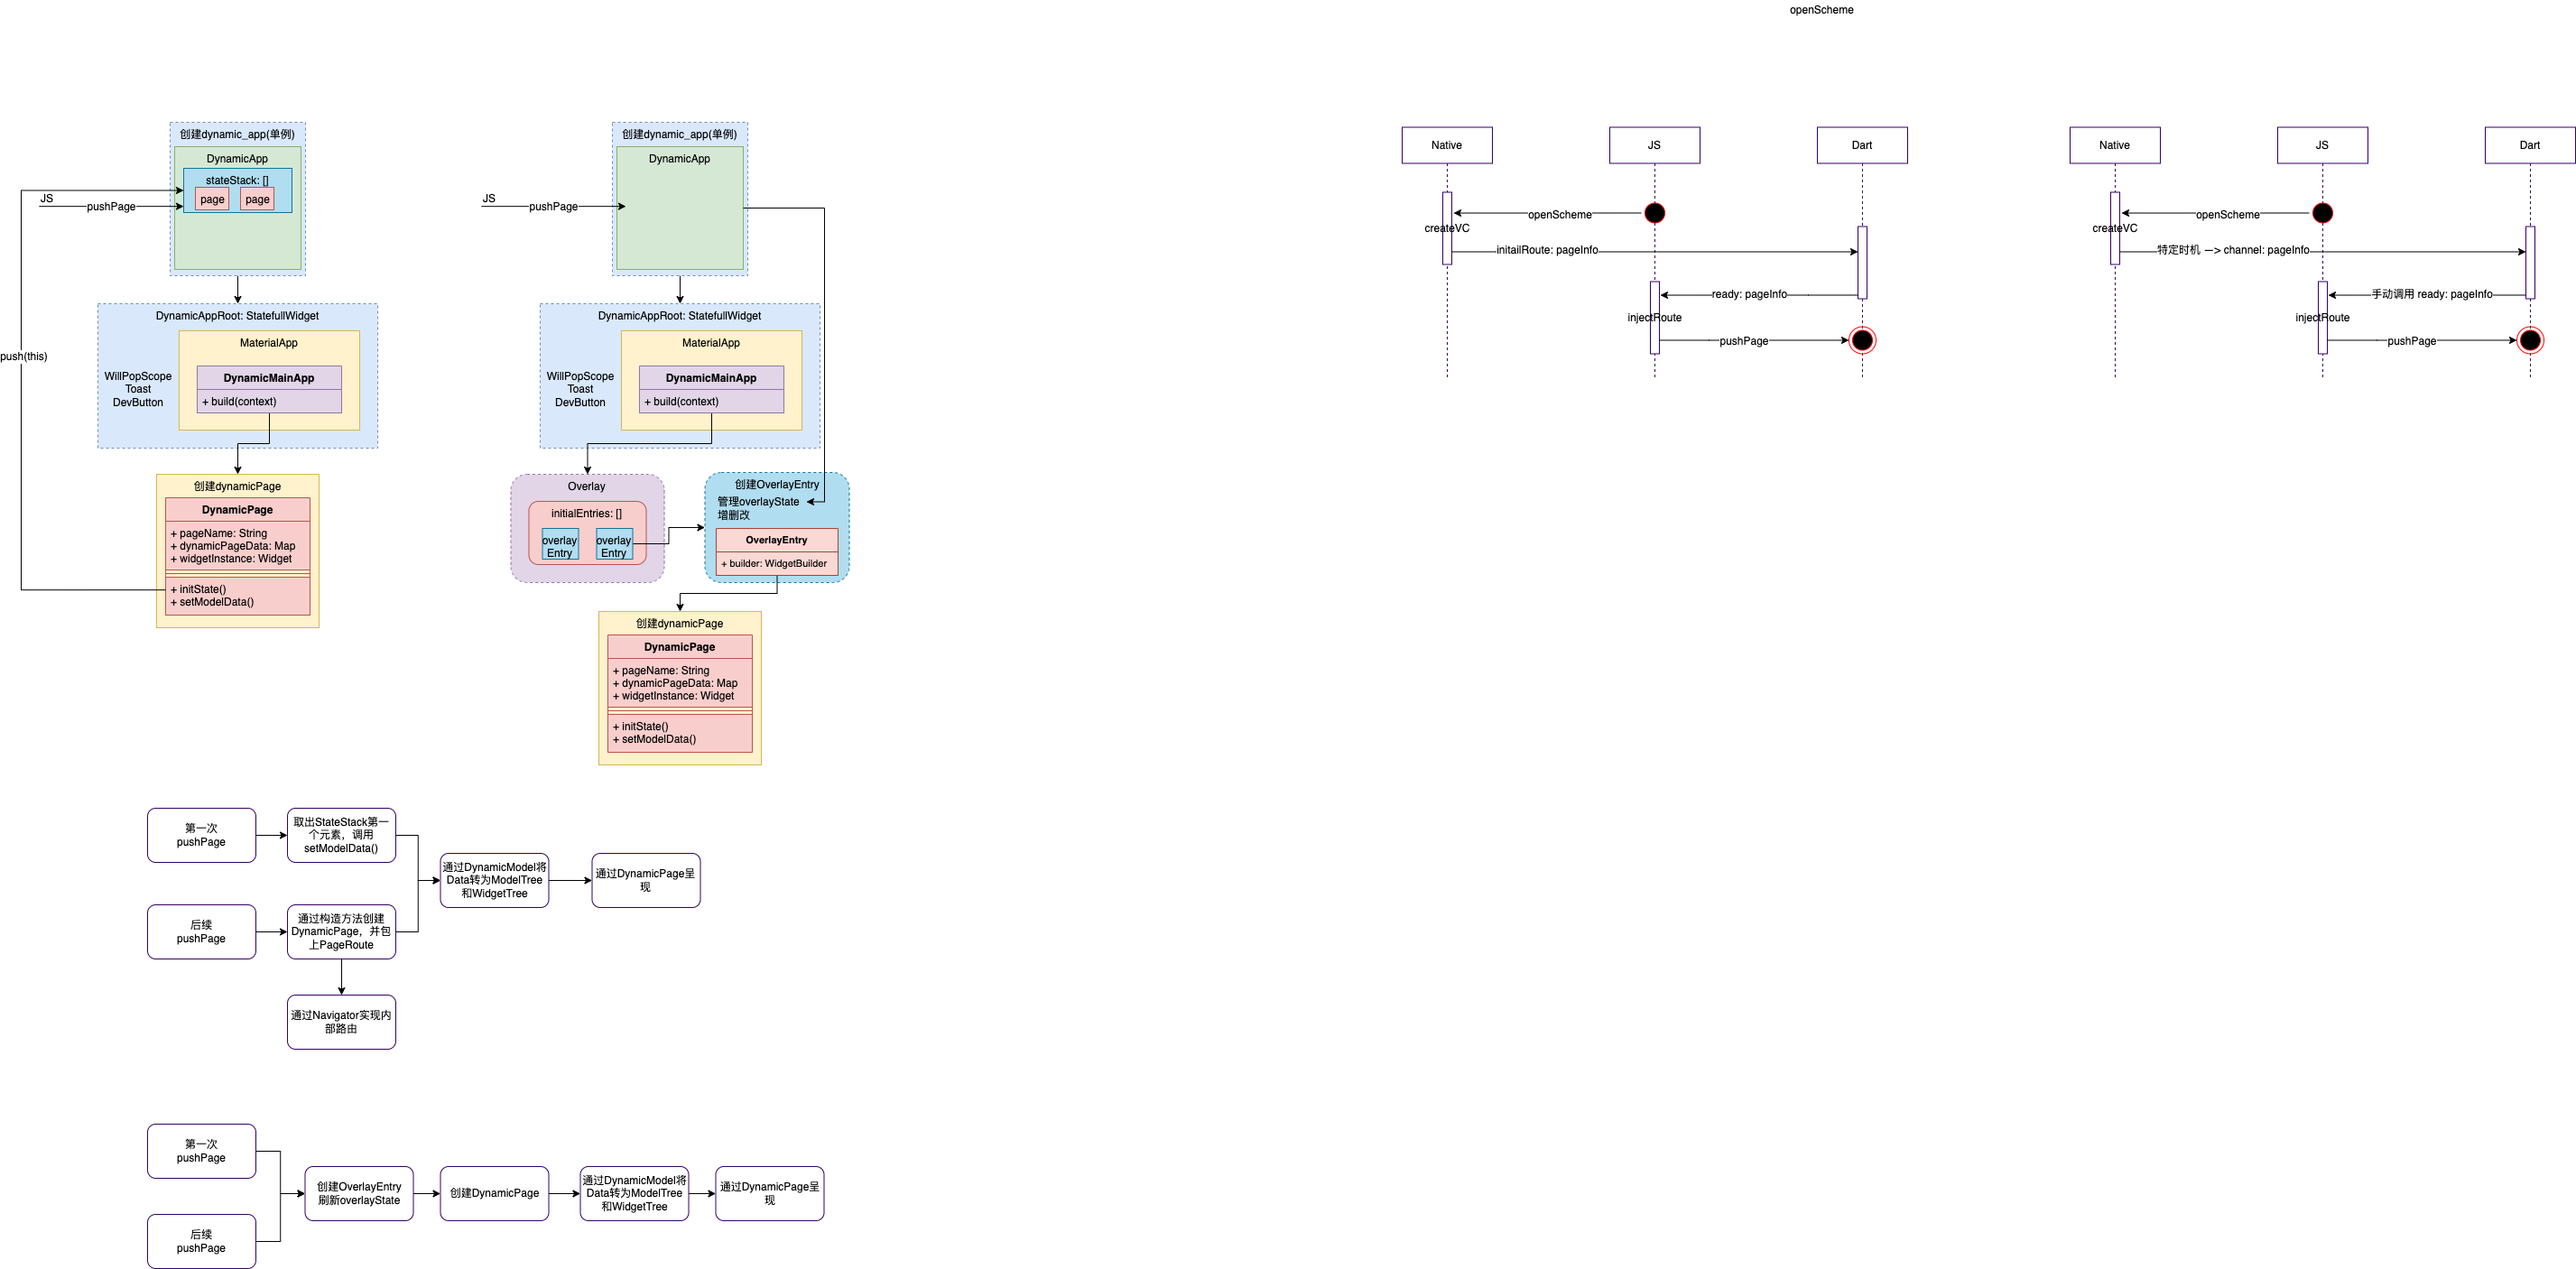 openScheme
创建dynamic_app(单例)
DynamicApp
stateStack: []
page
page
JS
pushPage
push(this)
DynamicAppRoot: StatefullWidget
MaterialApp
WillPopScope
Toast
DevButton
DynamicMainApp
+ build(context)
创建dynamicPage
DynamicPage
+ pageName: String
+ dynamicPageData: Map
+ widgetInstance: Widget
+ initState()
+ setModelData()
创建dynamic_app(单例)
DynamicApp
JS
pushPage
DynamicAppRoot: StatefullWidget
MaterialApp
WillPopScope
Toast
DevButton
DynamicMainApp
+ build(context)
Overlay
initialEntries: []
overlay
Entry
overlay
Entry
创建OverlayEntry
管理overlayState
增删改
OverlayEntry
+ builder: WidgetBuilder
创建dynamicPage
DynamicPage
+ pageName: String
+ dynamicPageData: Map
+ widgetInstance: Widget
+ initState()
+ setModelData()
Native
JS
Dart
openScheme
createVC
initailRoute: pageInfo
ready: pageInfo
injectRoute
pushPage
Native
JS
Dart
openScheme
createVC
特定时机 —> channel: pageInfo
手动调用 ready: pageInfo
injectRoute
pushPage
第一次
pushPage
取出StateStack第一
个元素，调用
setModelData()
通过DynamicModel将
Data转为ModelTree
和WidgetTree
通过DynamicPage呈
现
后续
pushPage
通过构造方法创建
DynamicPage，并包
上PageRoute
通过Navigator实现内
部路由
第一次
pushPage
后续
pushPage
创建OverlayEntry
刷新overlayState
创建DynamicPage
通过DynamicModel将
Data转为ModelTree
和WidgetTree
通过DynamicPage呈
现